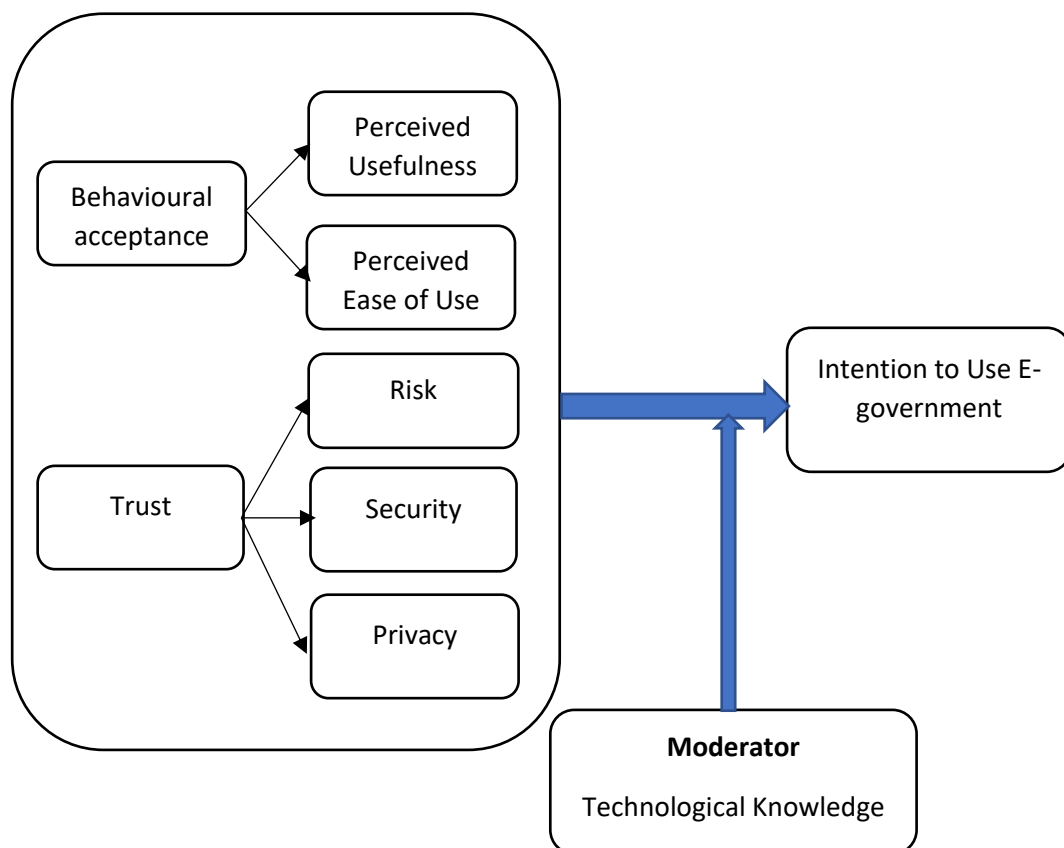 Perceived
Usefulness
Behavioural
acceptance
Perceived
Ease of Use
Risk
Trust
Security
Privacy
Intention to Use E-
government
Moderator
Technological Knowledge